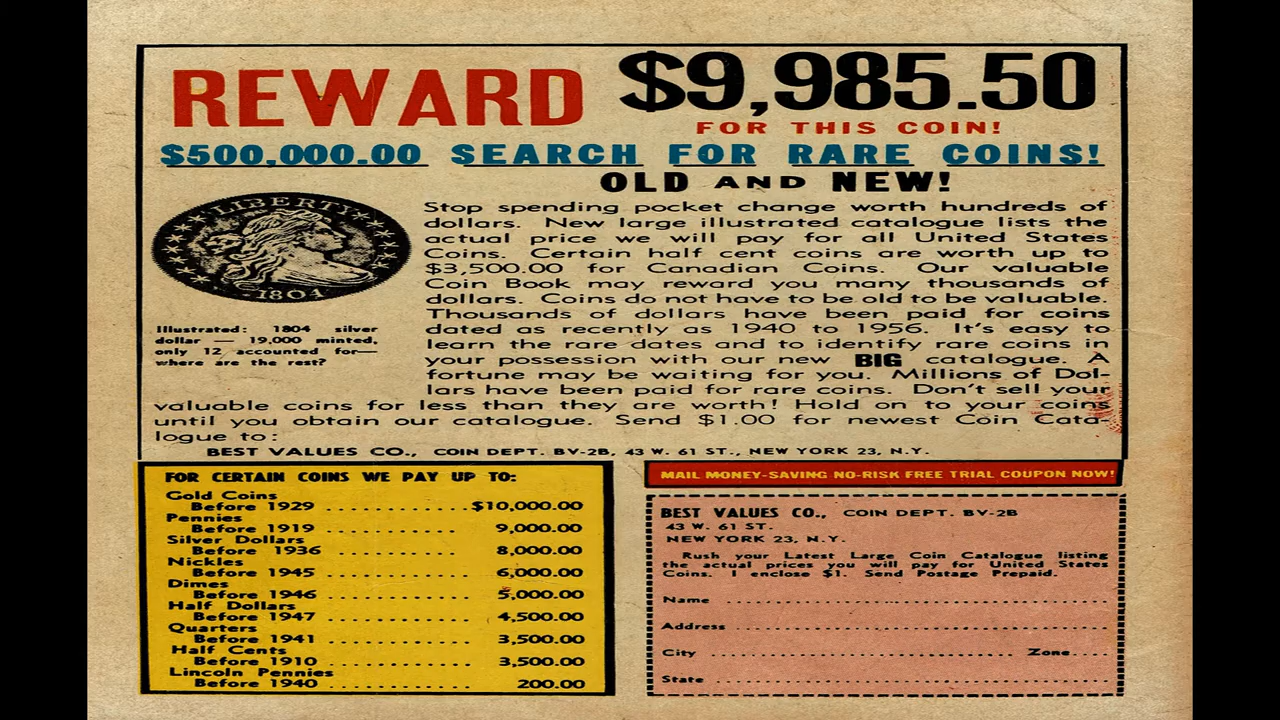 REWARD $9,985.50
FOR THIS COIN!
$500,000.00 SEARCH FOR RARE COINS!
OLD AND NEW!
LIBERTY
1804
Illustrated: 1804 silver
dollar — 19,000 minted,
only 12 accounted for—
where are the rest?
Stop spending pocket change worth hundreds of
dollars. New large illustrated catalogue lists the
actual price we will pay for all United States
Coins. Certain half cent coins are worth up to
$3,500.00 for Canadian Coins. Our valuable
Coin Book may reward you many thousands of
dollars. Coins do not have to be old to be valuable.
Thousands of dollars have been paid for coins
dated as recently as 1940 to 1956. It's easy to
learn the rare dates and to identify rare coins in
your possession with our new BIG catalogue. A
fortune may be waiting for you. Millions of Dol-
lars have been paid for rare coins. Don't sell your
valuable coins for less than they are worth! Hold on to your coins
until you obtain our catalogue. Send $1.00 for newest Coin Cata-
logue to:
BEST VALUES CO., COIN DEPT. BV-2B, 43 W. 61 ST., NEW YORK 23, N.Y.
FOR CERTAIN COINS WE PAY UP TO:
Gold Coins
Before 1929 ............ $10,000.00
Pennies
Before 1919 ........... 9,000.00
Silver Dollars
Before 1936 .......... 8,000.00
Nickles
Before 1945 ............ 6,000.00
Dimes
Before 1946 ............ 5,000.00
Half Dollars
Before 1947 ............ 4,500.00
Quarters
Before 1941 ............ 3,500.00
Half Cents
Before 1910 ............ 3,500.00
Lincoln Pennies
Before 1940 ............ 200.00
MAIL MONEY-SAVING NO-RISK FREE TRIAL COUPON NOW!
BEST VALUES CO., COIN DEPT. BV-2B
43 W. 61 ST.
NEW YORK 23, N.Y.
Rush your Latest Large Coin Catalogue listing
the actual prices you will pay for United States
Coins. I enclose $1. Send Postage Prepaid.
Name ..................................................
Address ..................................................
City .................................... Zone.....
State ..................................................